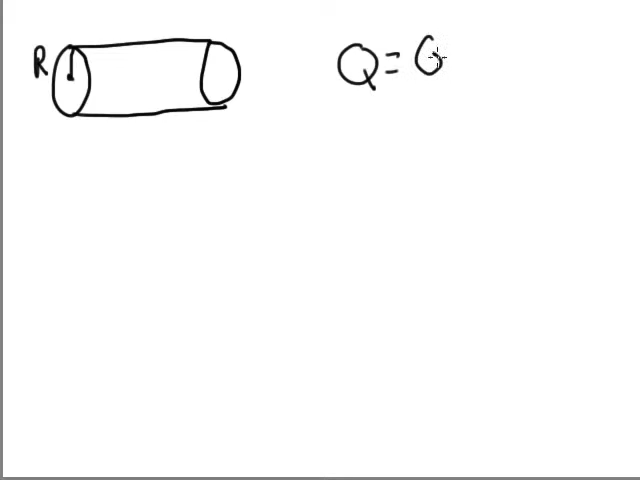 R
Q =